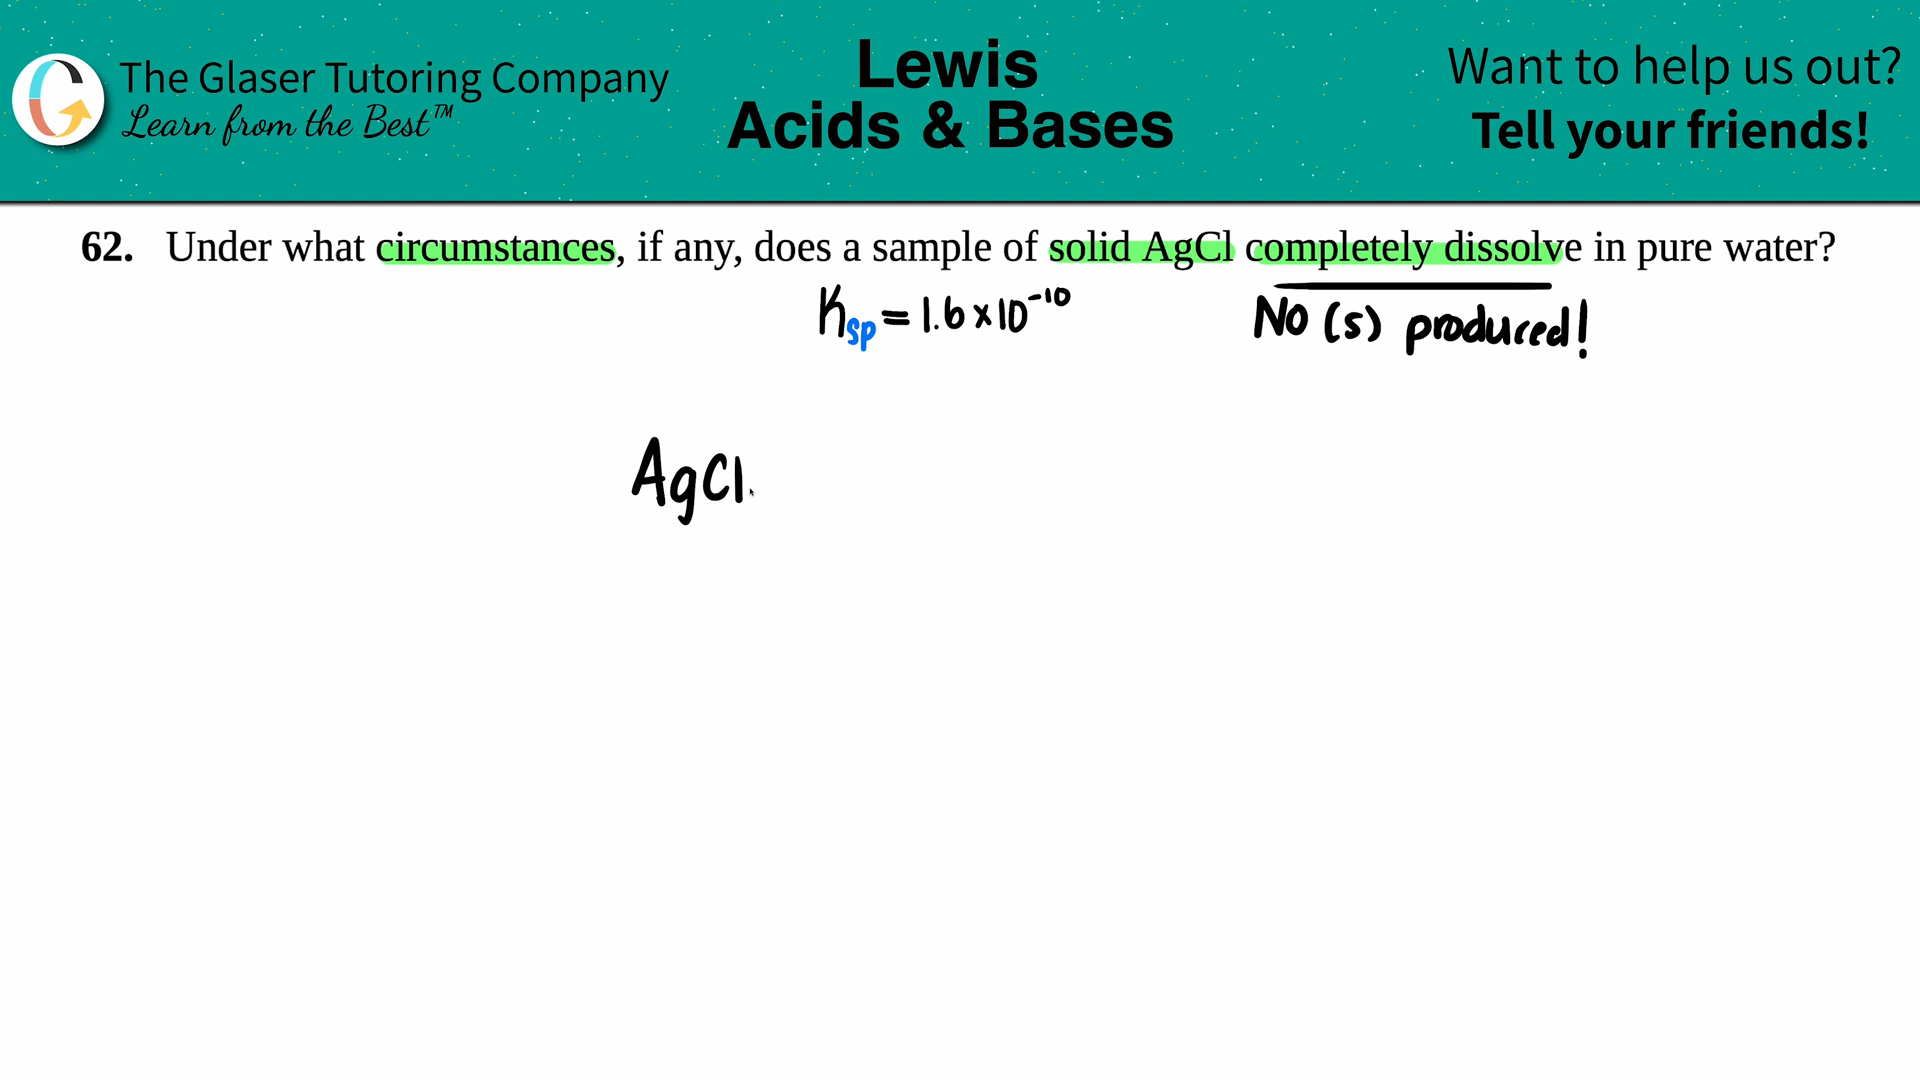 The Glaser Tutoring Company
Learn from the Best™
Lewis
Acids & Bases
Want to help us out?
Tell your friends!
62. Under what circumstances, if any, does a sample of solid AgCl completely dissolve in pure water?
Ksp = 1.6 x 10⁻¹⁰
No (s) produced!
AgCl